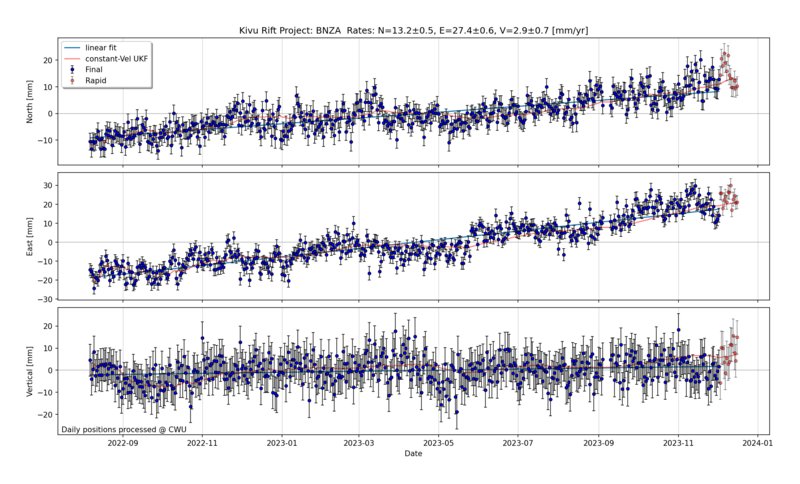 Kivu Rift Project: BNZA  Rates: N=13.2±0.5, E=27.4±0.6, V=2.9±0.7 [mm/yr]
linear fit
constant-Vel UKF
Final
Rapid
North [mm]
20
10
0
−10
East [mm]
30
20
10
0
−10
−20
−30
Vertical [mm]
20
10
0
−10
−20
Daily positions processed @ CWU
2022-09 2022-11 2023-01 2023-03 2023-05 2023-07 2023-09 2023-11 2024-01
Date